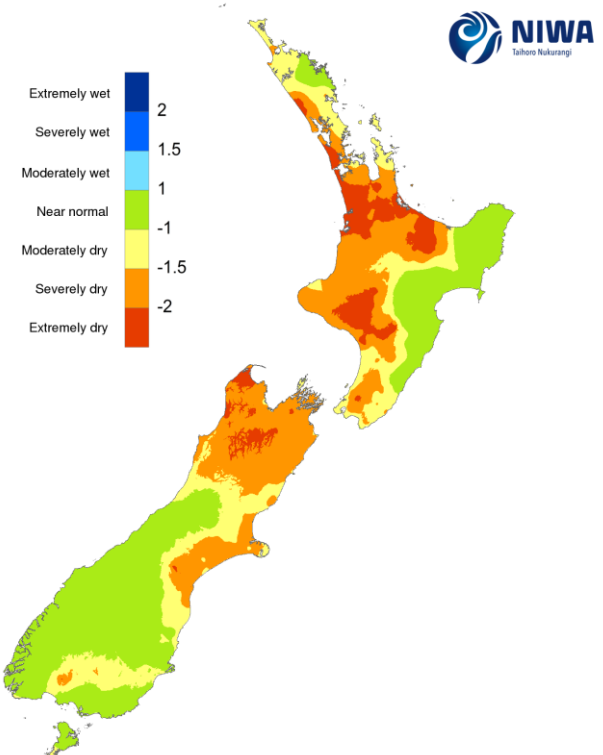 NIWA
Taihoro Nukurangi
Extremely wet
2
Severely wet
1.5
Moderately wet
1
Near normal
-1
Moderately dry
-1.5
Severely dry
-2
Extremely dry